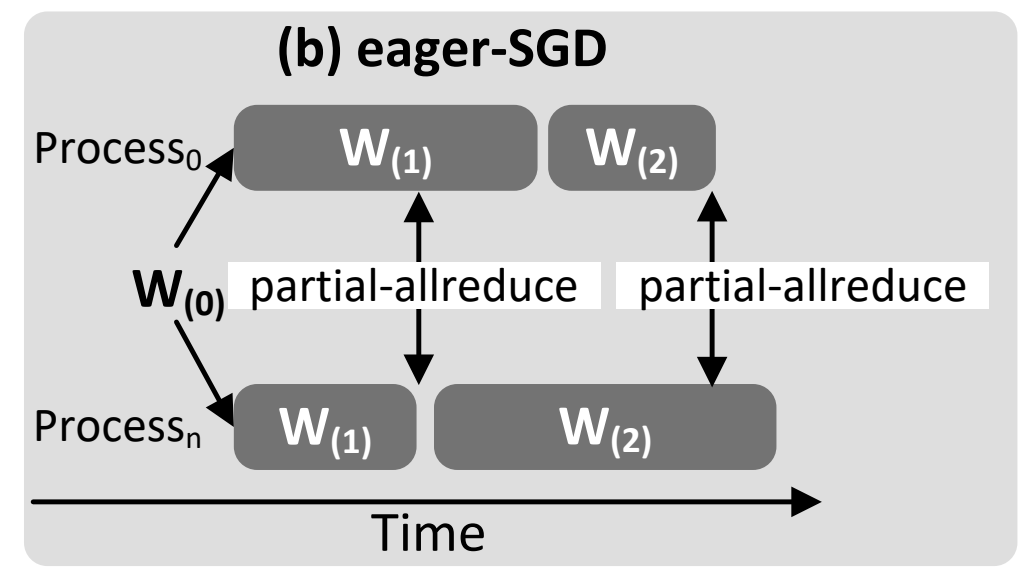 (b) eager-SGD
Process₀ W₍₁₎ W₍₂₎
W₍₀₎ partial-allreduce partial-allreduce
Processₙ W₍₁₎ W₍₂₎
Time